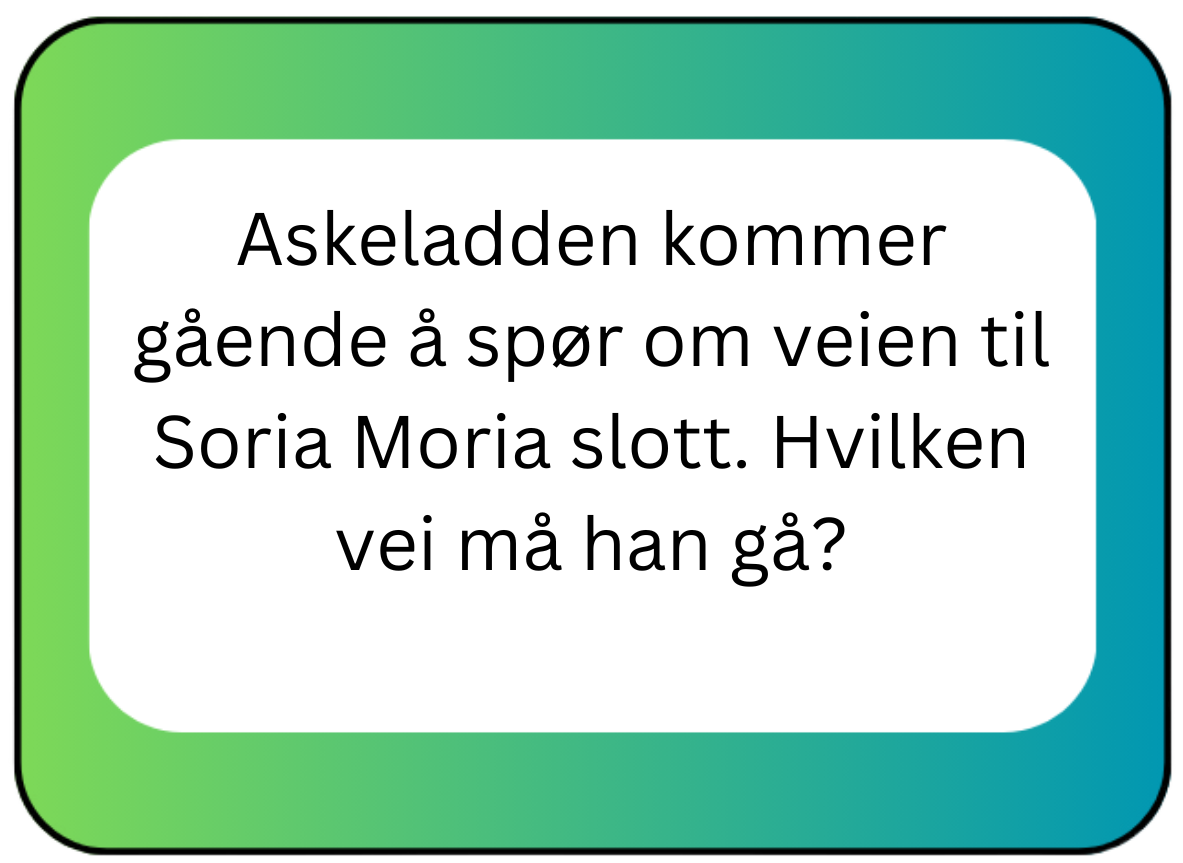 Askeladden kommer
gående å spør om veien til
Soria Moria slott. Hvilken
vei må han gå?